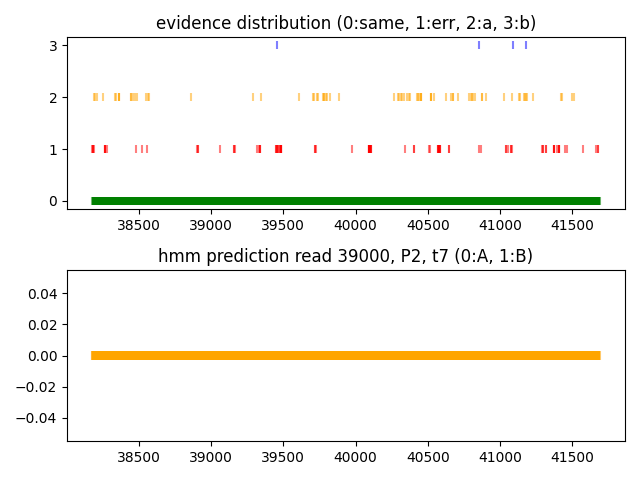 evidence distribution (0:same, 1:err, 2:a, 3:b)
3
2
1
0
38500 39000 39500 40000 40500 41000 41500
hmm prediction read 39000, P2, t7 (0:A, 1:B)
0.04
0.02
0.00
−0.02
−0.04
38500 39000 39500 40000 40500 41000 41500